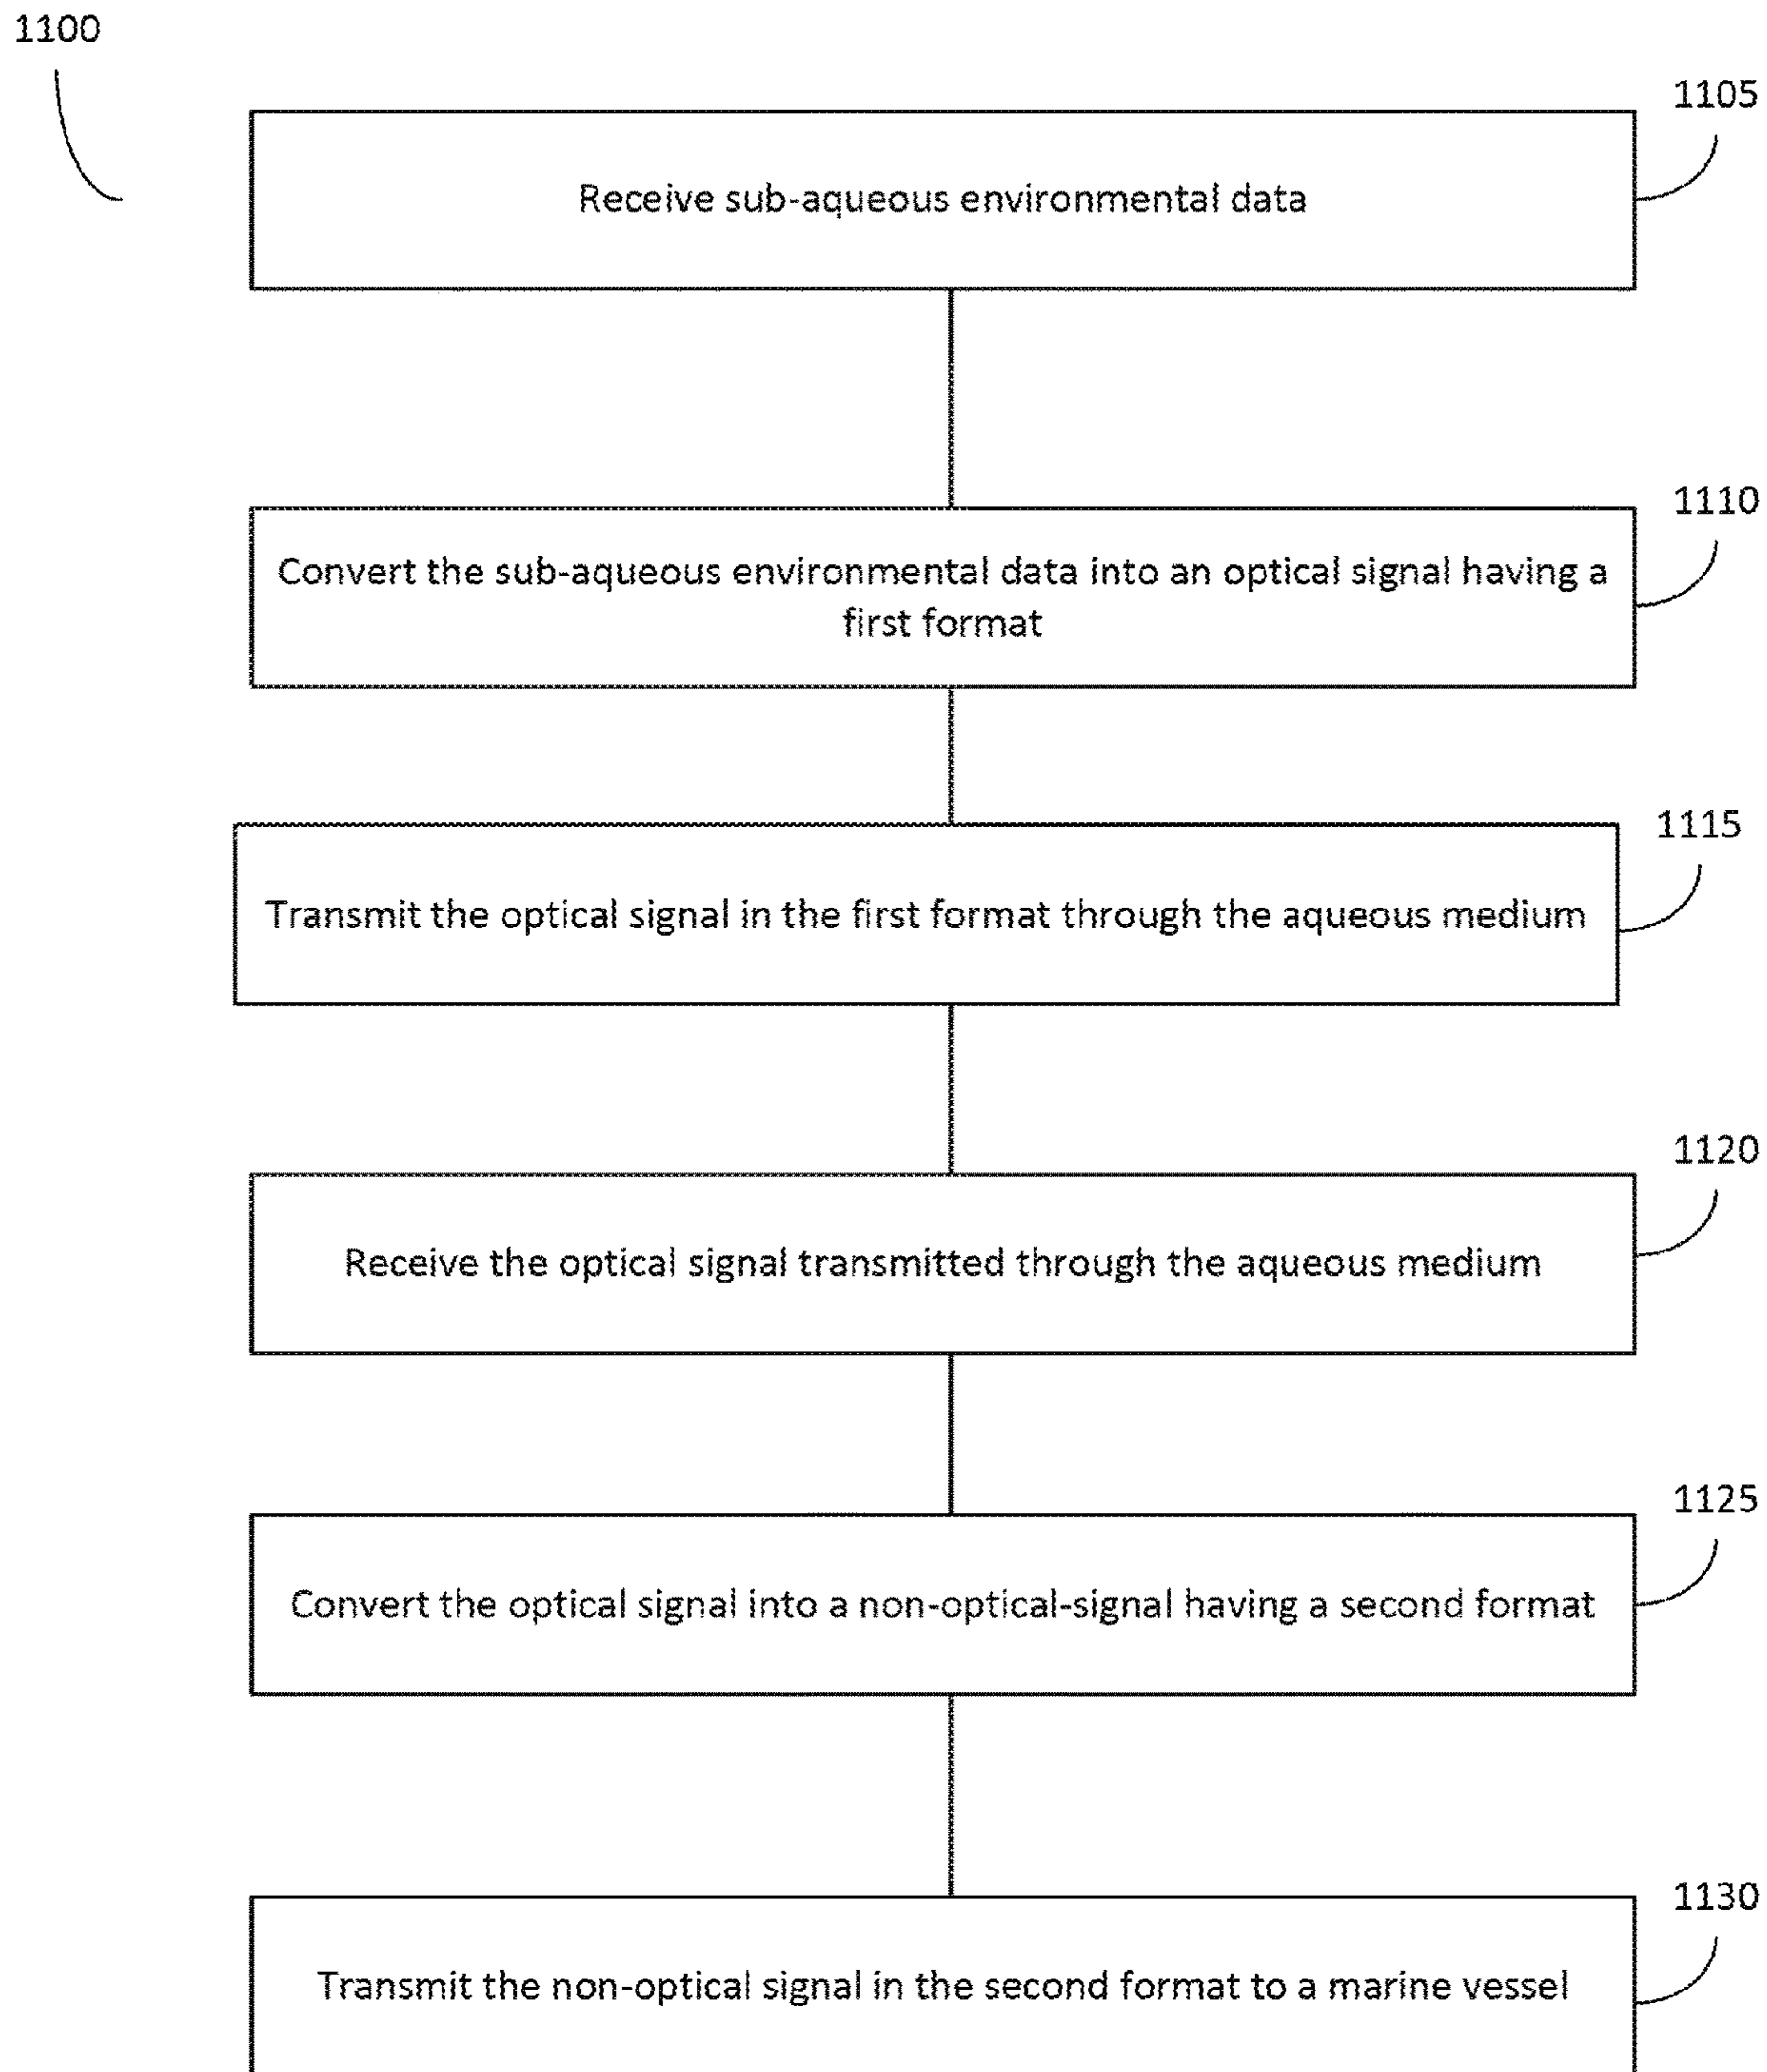 1100
1105
Receive sub-aqueous environmental data
1110
Convert the sub-aqueous environmental data into an optical signal having a
first format
1115
Transmit the optical signal in the first format through the aqueous medium
1120
Receive the optical signal transmitted through the aqueous medium
1125
Convert the optical signal into a non-optical-signal having a second format
1130
Transmit the non-optical signal in the second format to a marine vessel